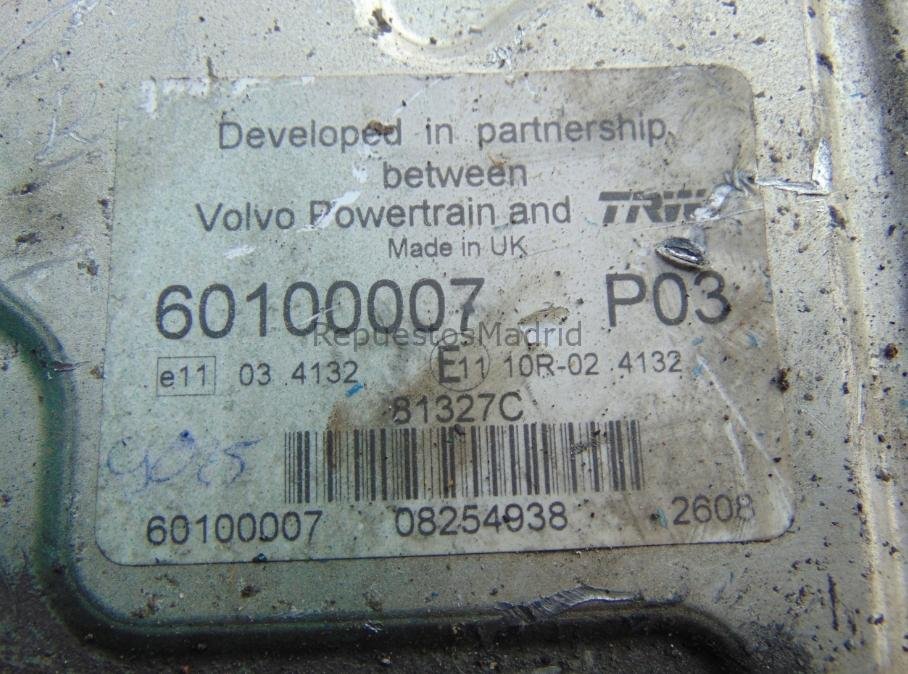 Developed in partnership
between
Volvo Powertrain and TRW
Made in UK
60100007 P03
RepuestosMadrid
e11 03 4132 E11 10R-02 4132
81327C
60100007 08254938 2608